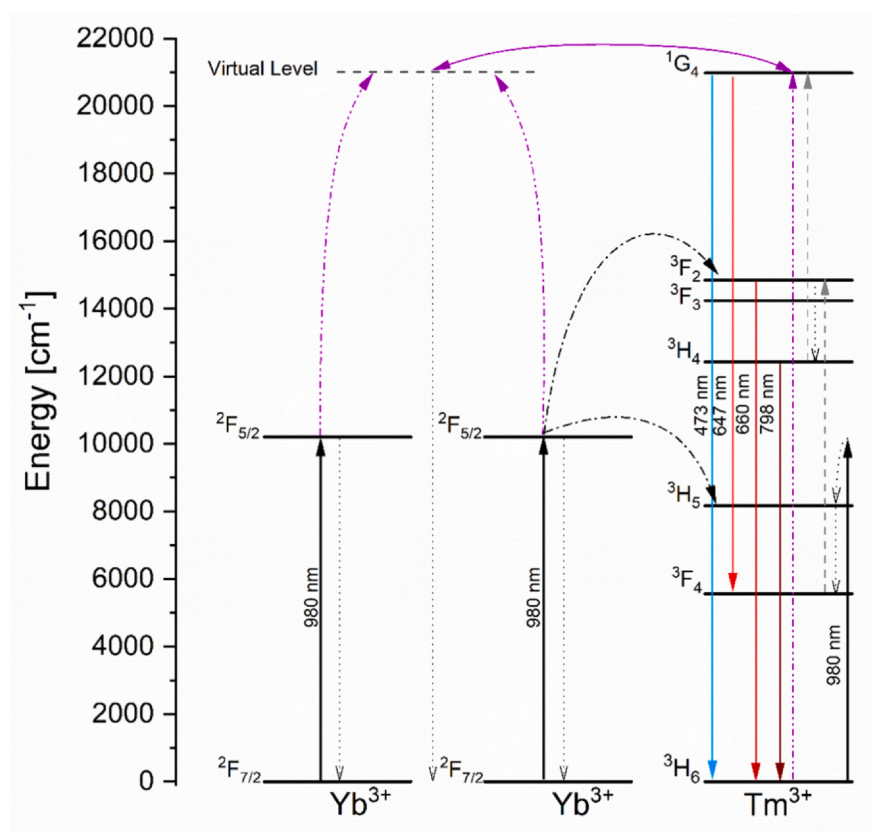 Energy [cm⁻¹]
22000
20000
18000
16000
14000
12000
10000
8000
6000
4000
2000
0
Virtual Level
²F₅/₂
²F₅/₂
980 nm
980 nm
²F₇/₂
²F₇/₂
Yb³⁺
Yb³⁺
¹G₄
³F₂
³F₃
³H₄
473 nm
647 nm
660 nm
798 nm
³H₅
³F₄
980 nm
³H₆
Tm³⁺